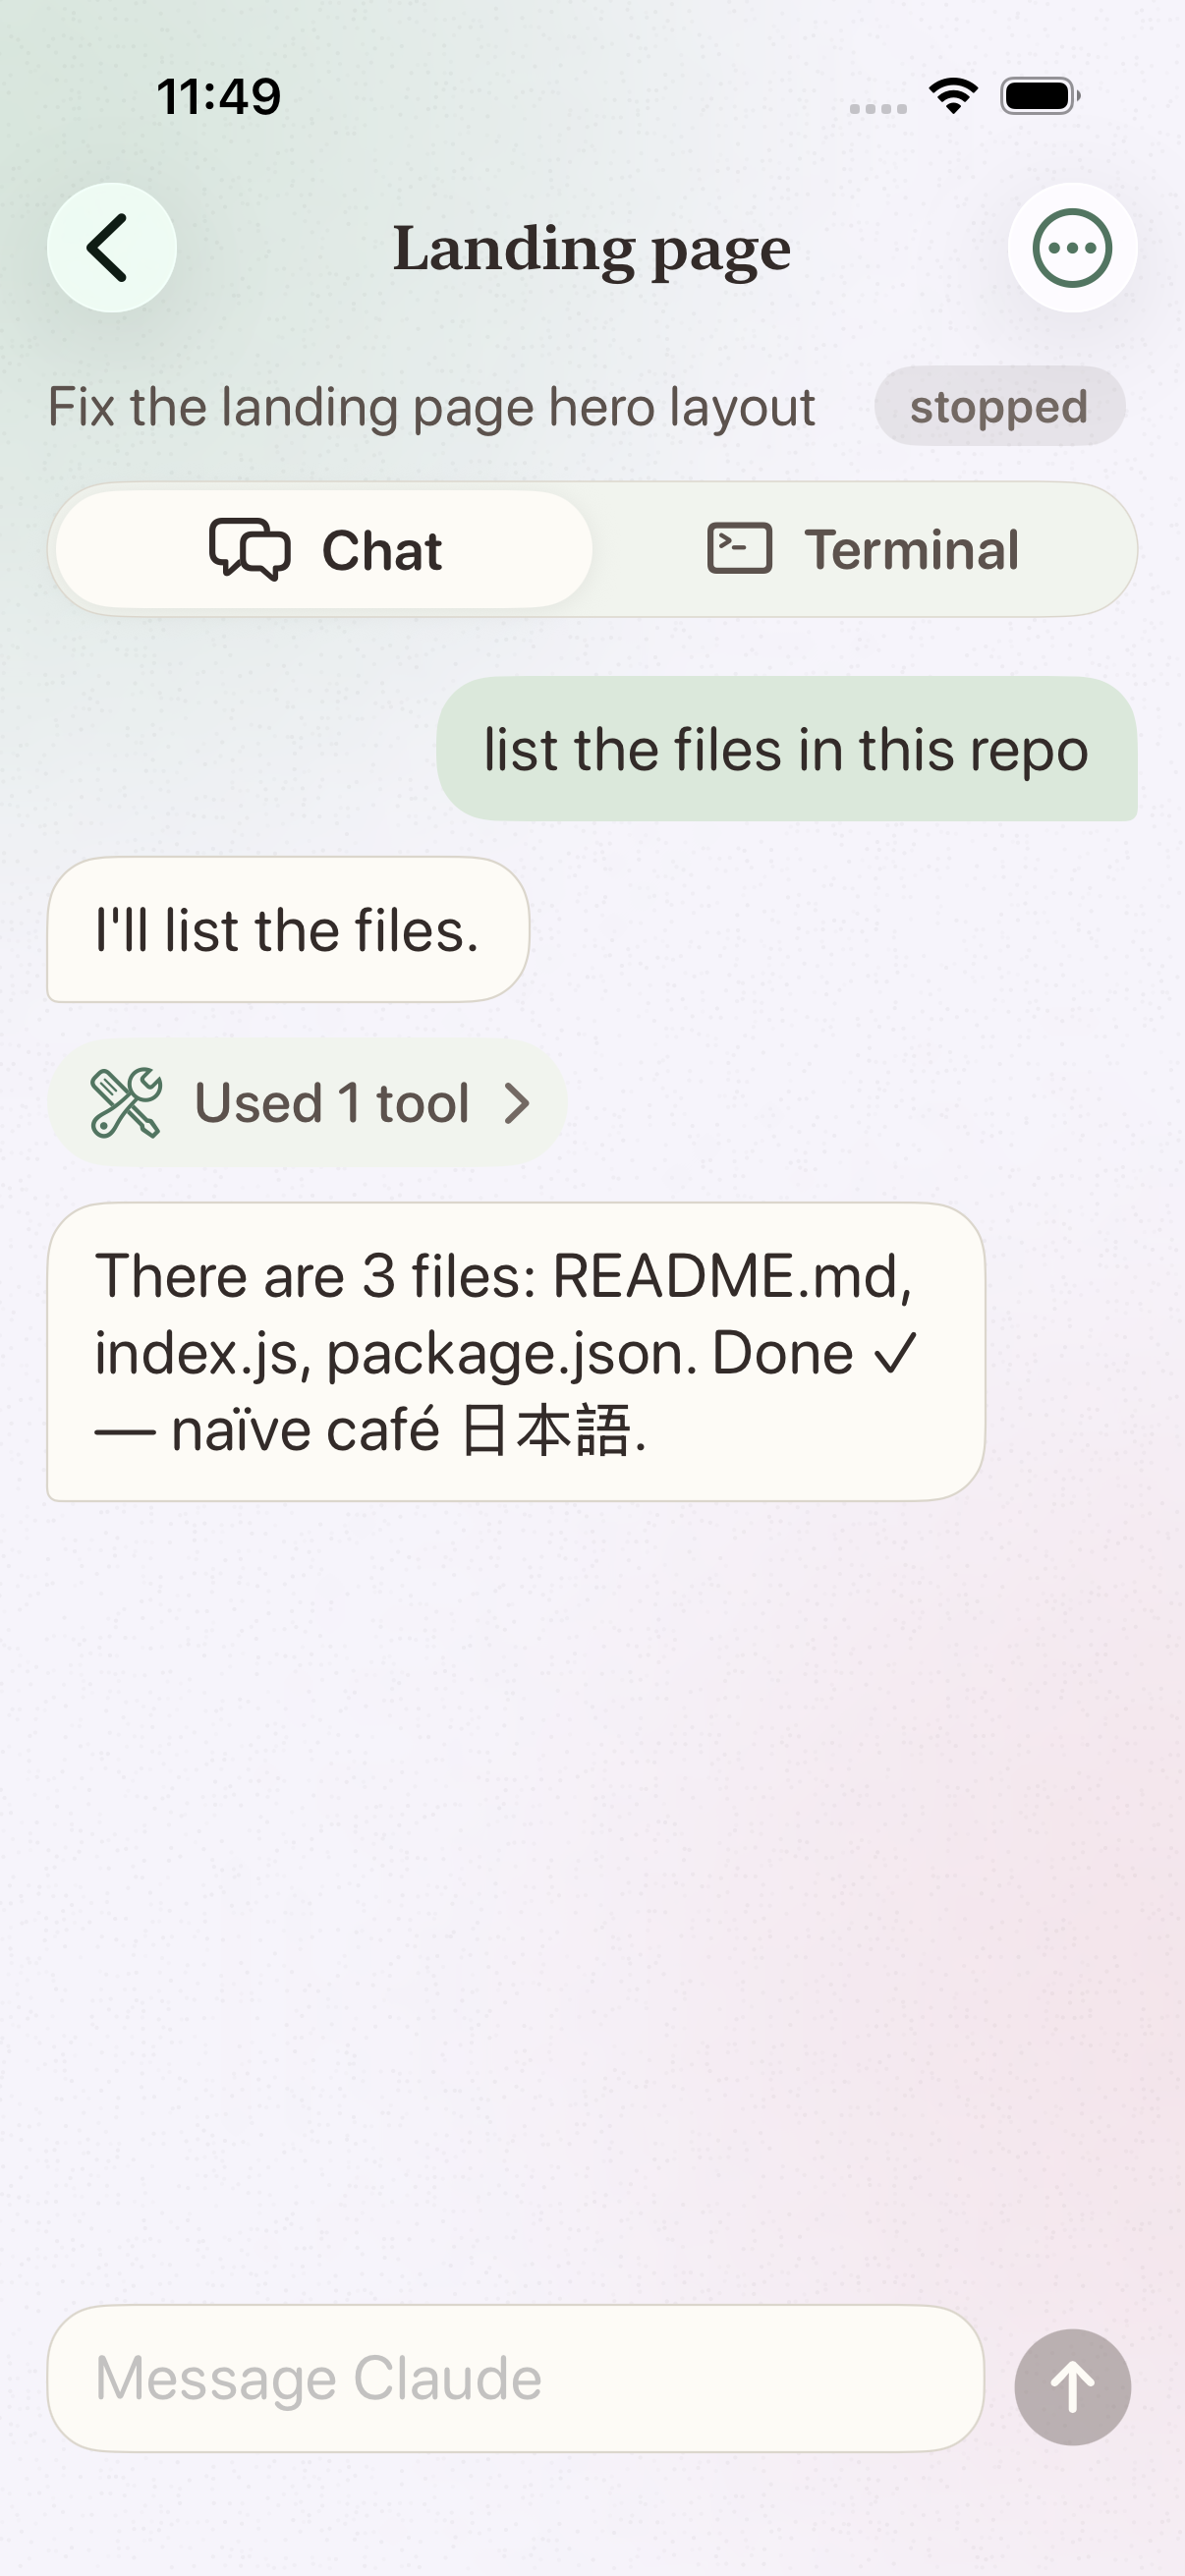 11:49
Landing page
Fix the landing page hero layout
stopped
Chat
Terminal
list the files in this repo
I'll list the files.
Used 1 tool
There are 3 files: README.md,
index.js, package.json. Done ✓
— naïve café 日本語.
Message Claude